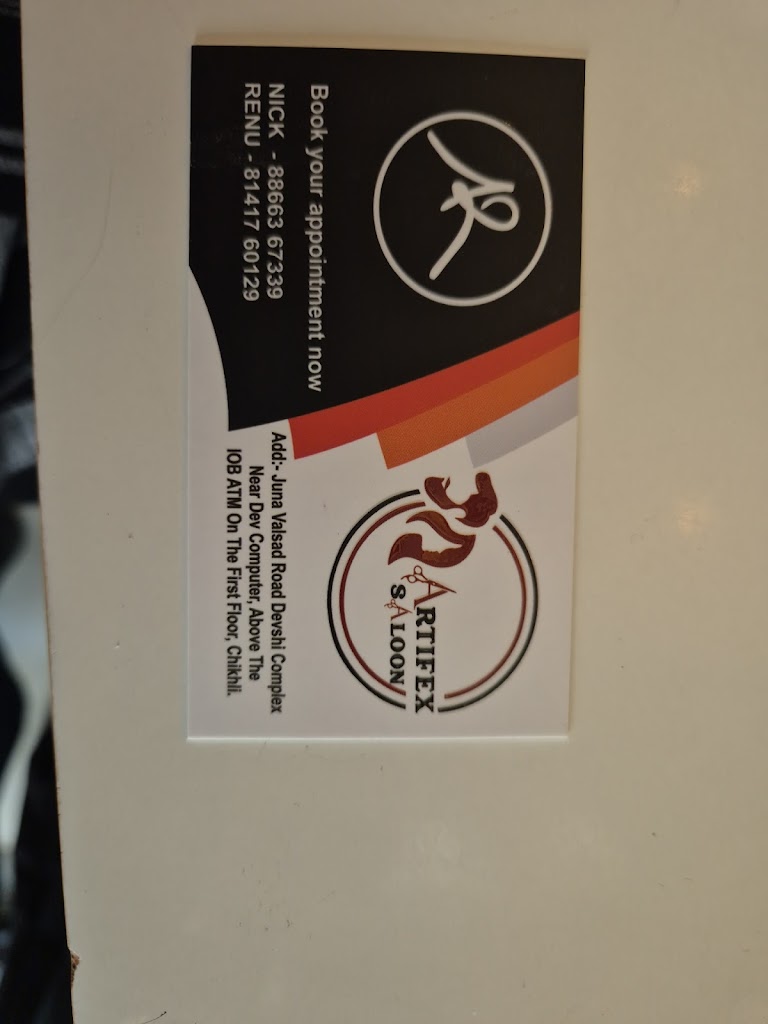 NR
Book your appointment now
NICK - 88663 67339
RENU - 81417 60129
ARTIFEX
SALOON
Add:- Juna Valsad Road Devshi Complex
Near Dev Computer, Above The
IOB ATM On The First Floor, Chikhli.